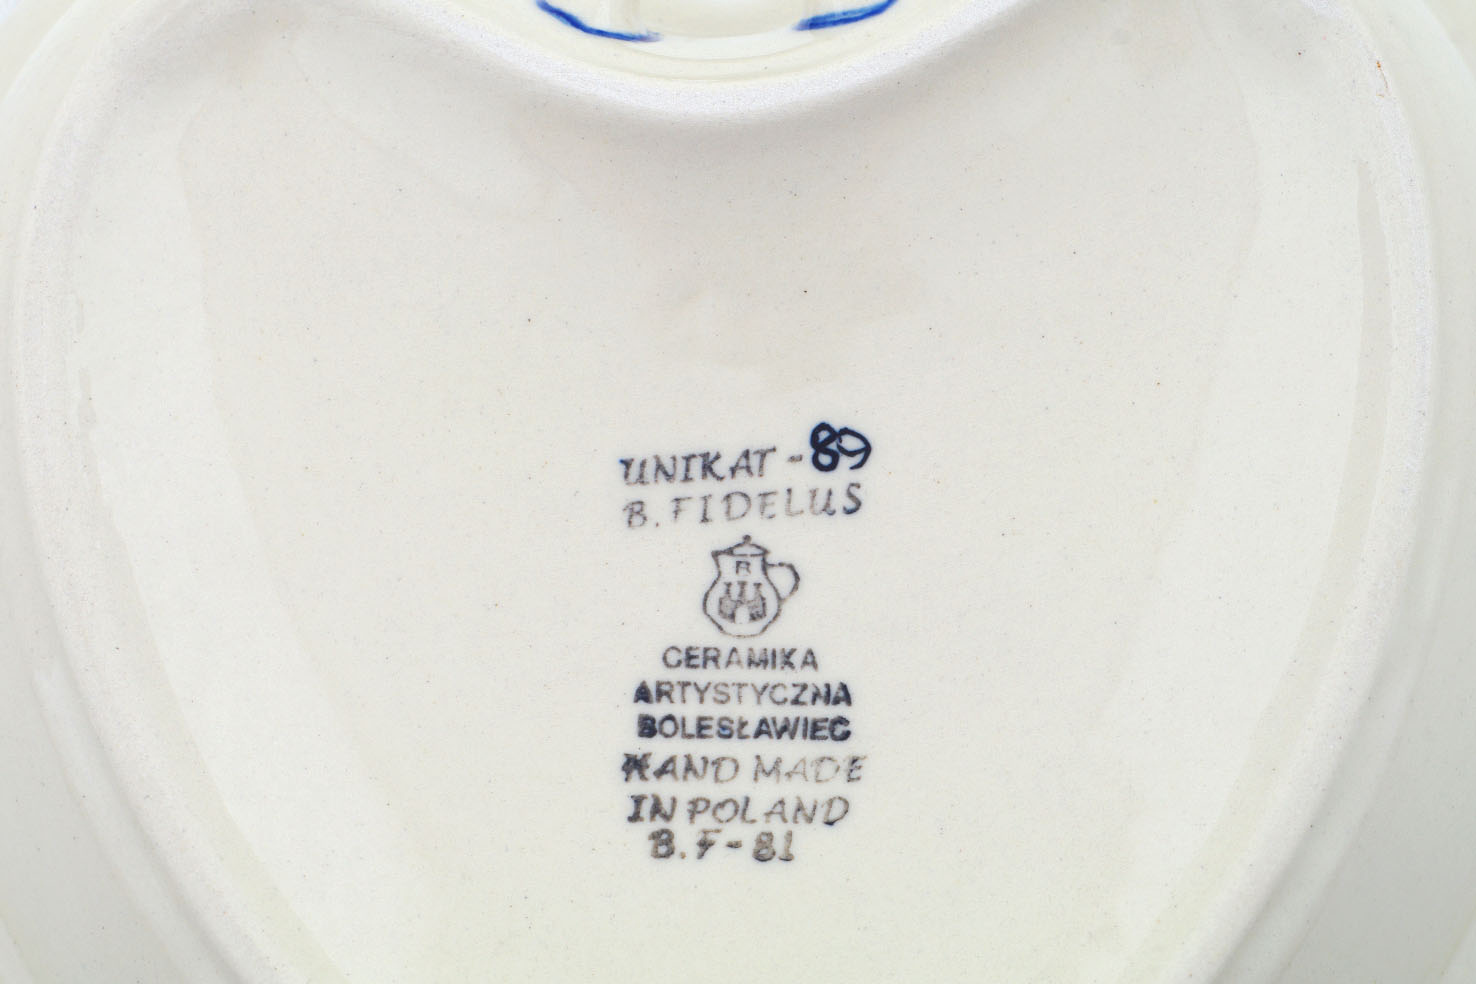 UNIKAT - 89
B. FIDELUS
R
CERAMIKA
ARTYSTYCZNA
BOLESŁAWIEC
HAND MADE
IN POLAND
B.F-81